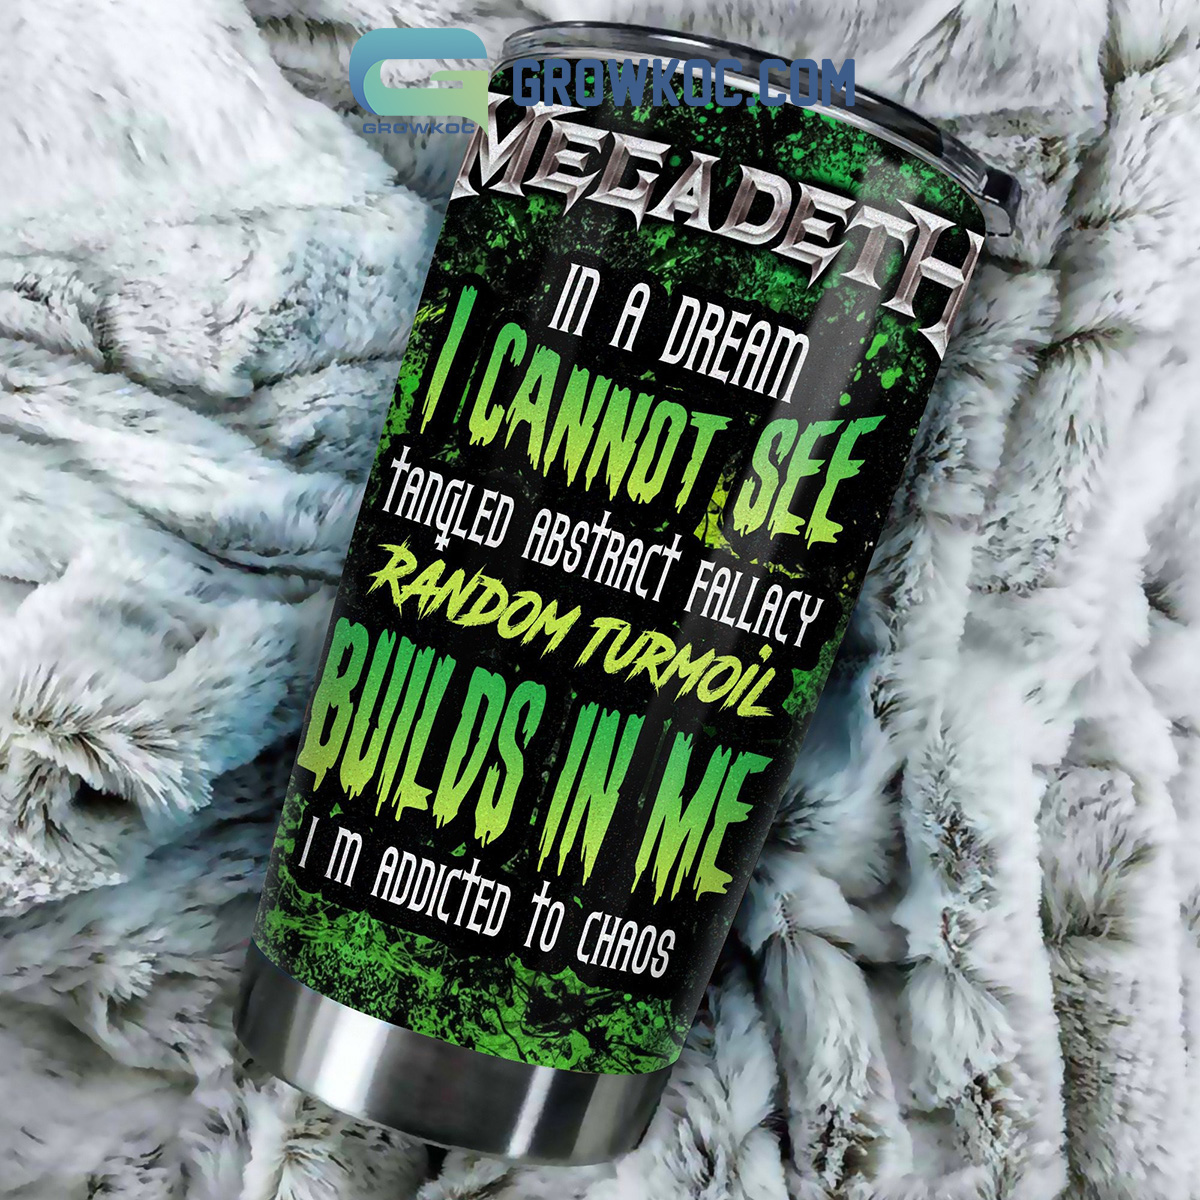 GROWKOC.COM
GROWKOC
MEGADETH
IN A DREAM
I CANNOT SEE
TANGLED ABSTRACT FALLACY
RANDOM TURMOIL
BUILDS IN ME
I M ADDICTED TO CHAOS